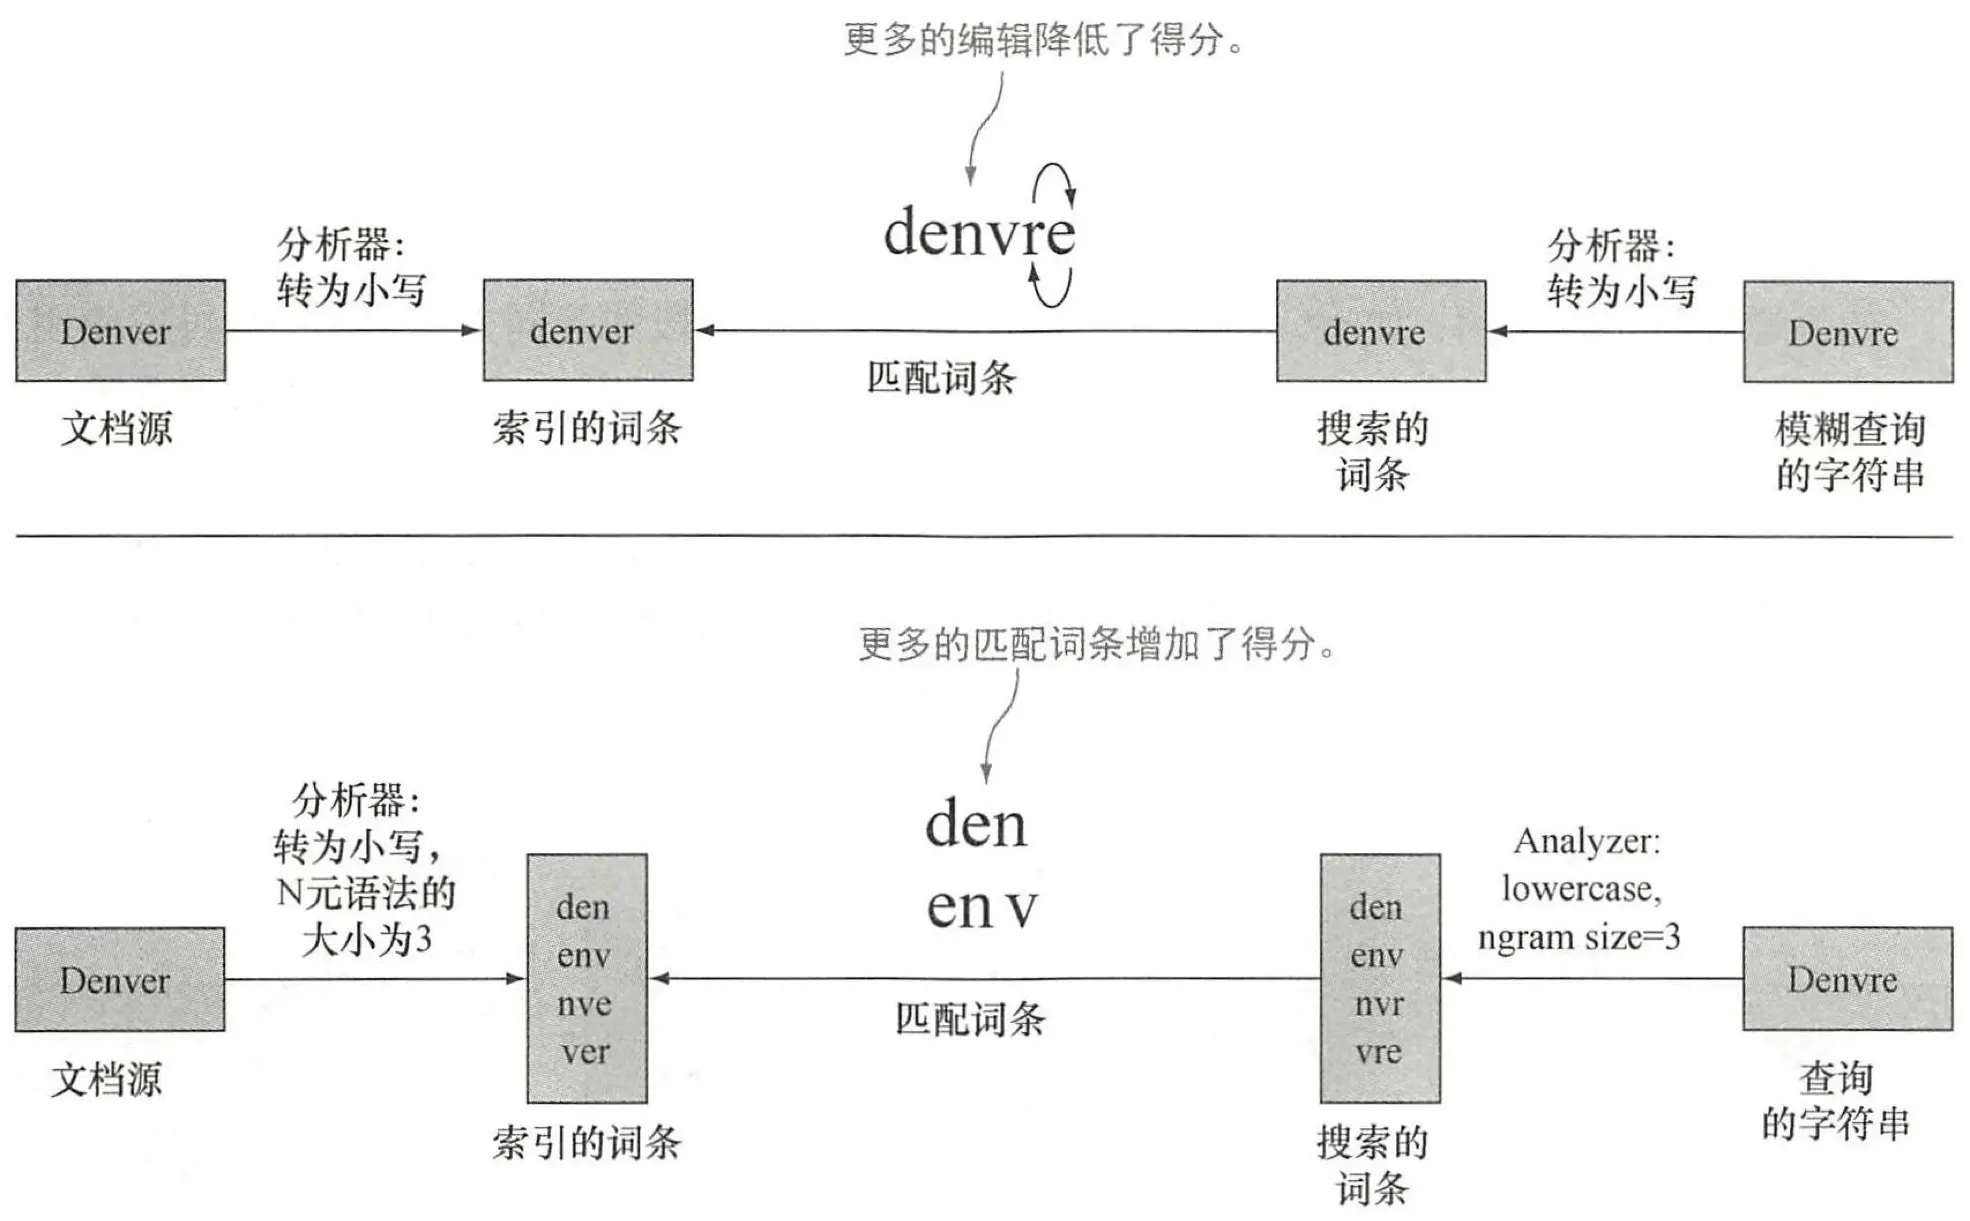 更多的编辑降低了得分。
denvre
分析器:
转为小写
分析器:
转为小写
Denver
denver
denvre
Denvre
匹配词条
文档源
索引的词条
搜索的
词条
模糊查询
的字符串
更多的匹配词条增加了得分。
den
env
分析器:
转为小写,
N元语法的
大小为3
Analyzer:
lowercase,
ngram size=3
Denver
den
env
nve
ver
den
env
nvr
vre
Denvre
匹配词条
文档源
索引的词条
搜索的
词条
查询
的字符串